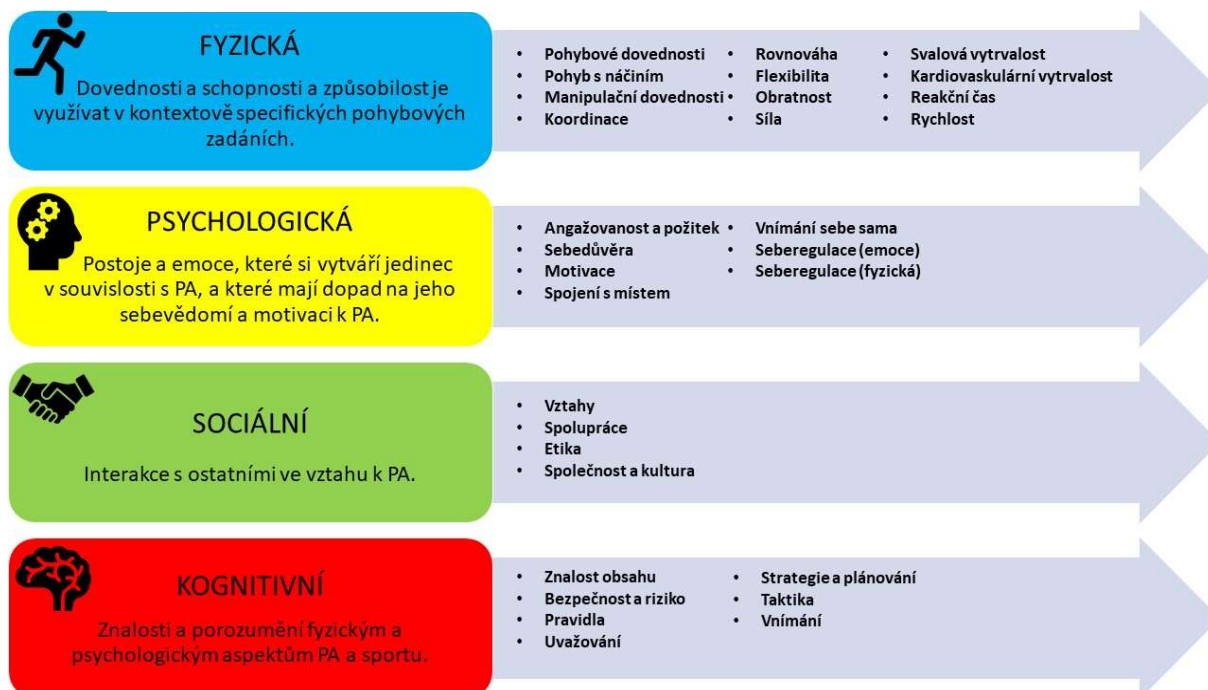 FYZICKÁ
Dovednosti a schopnosti a způsobilost je
využívat v kontextově specifických pohybových
zadáních.
• Pohybové dovednosti
• Pohyb s náčiním
• Manipulační dovednosti
• Koordinace
• Rovnováha
• Flexibilita
• Obratnost
• Síla
• Svalová vytrvalost
• Kardiovaskulární vytrvalost
• Reakční čas
• Rychlost
PSYCHOLOGICKÁ
Postoje a emoce, které si vytváří jedinec
v souvislosti s PA, a které mají dopad na jeho
sebevědomí a motivaci k PA.
• Angažovanost a požitek
• Sebedůvěra
• Motivace
• Spojení s místem
• Vnímání sebe sama
• Seberegulace (emoce)
• Seberegulace (fyzická)
SOCIÁLNÍ
Interakce s ostatními ve vztahu k PA.
• Vztahy
• Spolupráce
• Etika
• Společnost a kultura
KOGNITIVNÍ
Znalosti a porozumění fyzickým a
psychologickým aspektům PA a sportu.
• Znalost obsahu
• Bezpečnost a riziko
• Pravidla
• Uvažování
• Strategie a plánování
• Taktika
• Vnímání